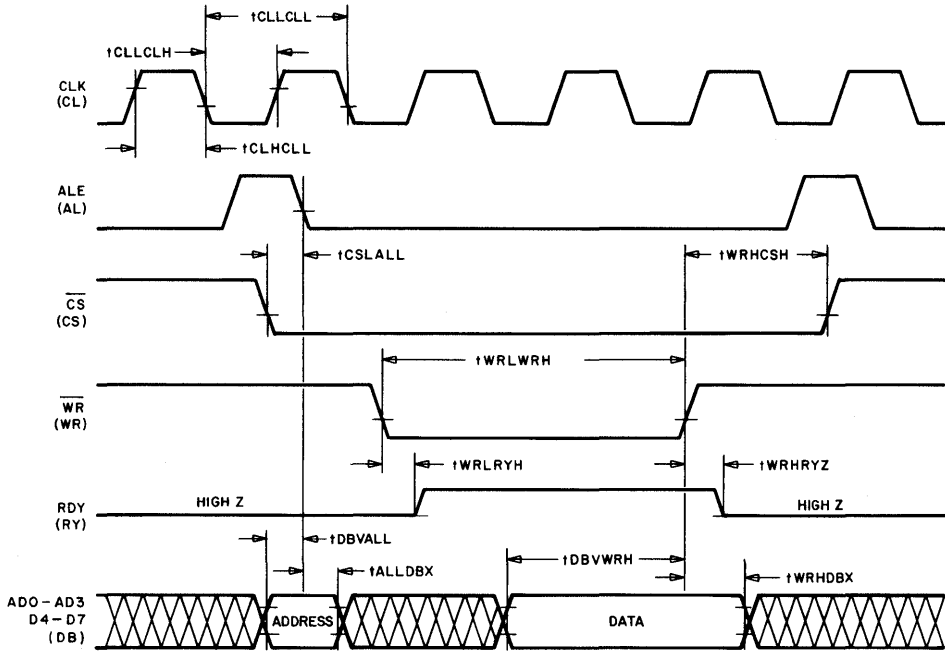 tCLLCLL
tCLLCLH
CLK
(CL)
tCLHCLL
ALE
(AL)
tCSLALL
tWRHCSH
CS
(CS)
tWRLWRH
WR
(WR)
tWRLRYH
tWRHRYZ
RDY
(RY)
HIGH Z
HIGH Z
tDBVALL
tDBVWRH
tALLDBX
tWRHDBX
AD0-AD3
D4-D7
(DB)
ADDRESS
DATA